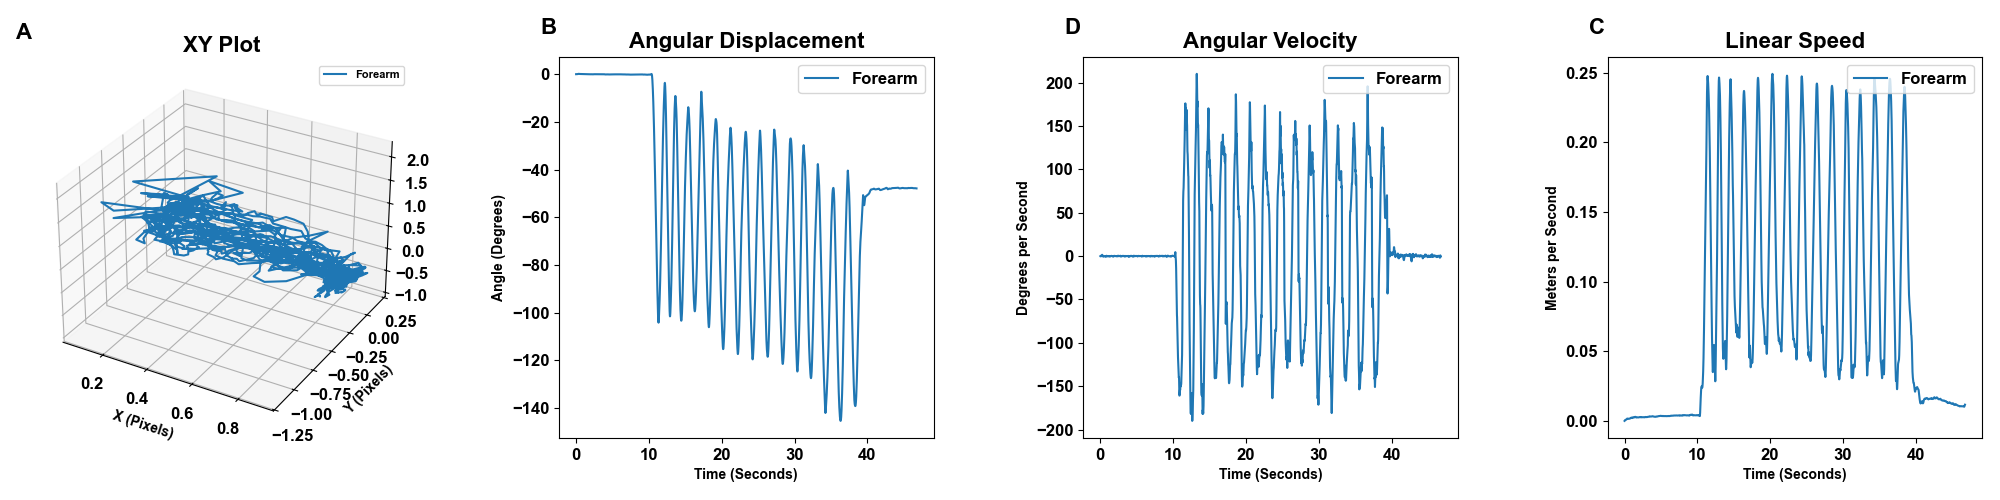 A
XY Plot
Forearm
2.0
1.5
1.0
0.5
0.0
−0.5
−1.0
0.25
0.00
−0.25
−0.50
−0.75
−1.00
−1.25
Y (Pixels)
0.2
0.4
0.6
0.8
X (Pixels)
B
Angular Displacement
Forearm
Angle (Degrees)
0
−20
−40
−60
−80
−100
−120
−140
0 10 20 30 40
Time (Seconds)
D
Angular Velocity
Forearm
Degrees per Second
200
150
100
50
0
−50
−100
−150
−200
0 10 20 30 40
Time (Seconds)
C
Linear Speed
Forearm
Meters per Second
0.25
0.20
0.15
0.10
0.05
0.00
0 10 20 30 40
Time (Seconds)